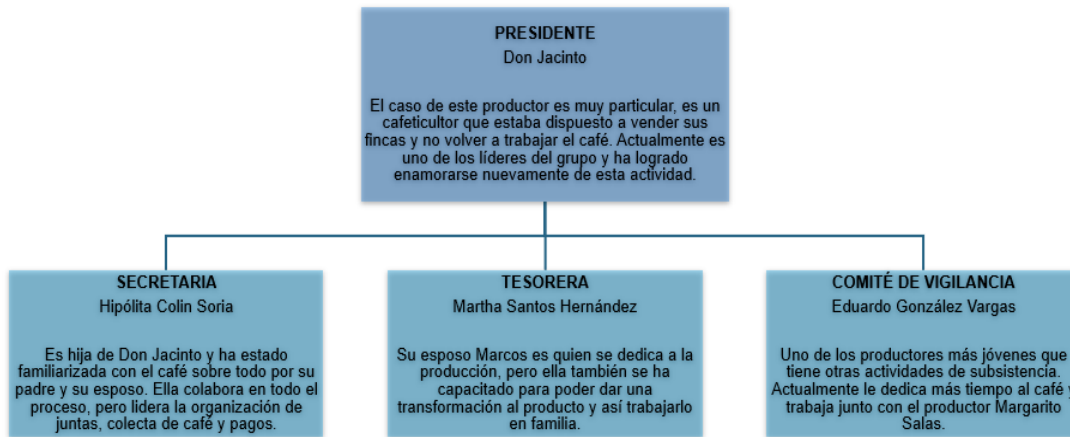 PRESIDENTE
Don Jacinto
El caso de este productor es muy particular, es un
cafeticultor que estaba dispuesto a vender sus
fincas y no volver a trabajar el café. Actualmente es
uno de los líderes del grupo y ha logrado
enamorarse nuevamente de esta actividad.
SECRETARIA
Hipólita Colin Soria
Es hija de Don Jacinto y ha estado
familiarizada con el café sobre todo por su
padre y su esposo. Ella colabora en todo el
proceso, pero lidera la organización de
juntas, colecta de café y pagos.
TESORERA
Martha Santos Hernández
Su esposo Marcos es quien se dedica a la
producción, pero ella también se ha
capacitado para poder dar una
transformación al producto y así trabajarlo
en familia.
COMITÉ DE VIGILANCIA
Eduardo González Vargas
Uno de los productores más jóvenes que
tiene otras actividades de subsistencia.
Actualmente le dedica más tiempo al café y
trabaja junto con el productor Margarito
Salas.